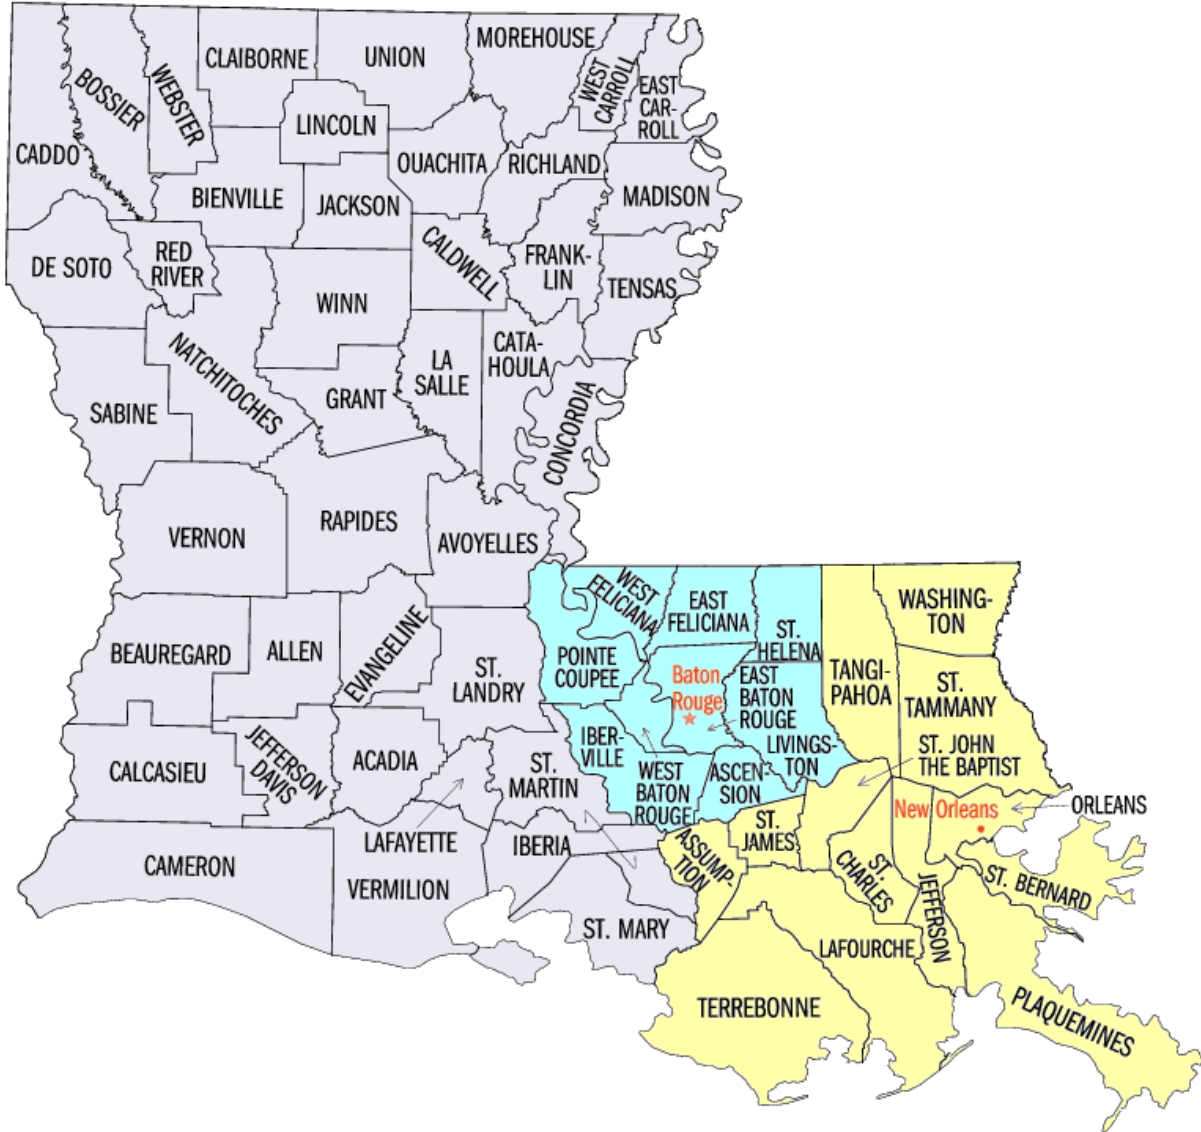 CLAIBORNE
UNION
MOREHOUSE
WEST
CARROLL
EAST
CAR-
ROLL
BOSSIER
WEBSTER
LINCOLN
CADDO
OUACHITA
RICHLAND
MADISON
BIENVILLE
JACKSON
DE SOTO
RED
RIVER
CALDWELL
FRANK-
LIN
TENSAS
WINN
NATCHITOCHES
LA
SALLE
CATA-
HOULA
CONCORDIA
SABINE
GRANT
VERNON
RAPIDES
AVOYELLES
WEST
FELICIANA
EAST
FELICIANA
ST.
HELENA
WASHING-
TON
BEAUREGARD
ALLEN
EVANGELINE
ST.
LANDRY
POINTE
COUPEE
Baton
Rouge
EAST
BATON
ROUGE
TANGI-
PAHOA
ST.
TAMMANY
CALCASIEU
JEFFERSON
DAVIS
ACADIA
ST.
MARTIN
IBER-
VILLE
WEST
BATON
ROUGE
ASCEN-
SION
LIVINGS-
TON
ST. JOHN
THE BAPTIST
New Orleans
ORLEANS
CAMERON
LAFAYETTE
VERMILION
IBERIA
ST. MARY
ASSUMP-
TION
ST.
JAMES
ST.
CHARLES
JEFFERSON
ST. BERNARD
LAFOURCHE
TERREBONNE
PLAQUEMINES